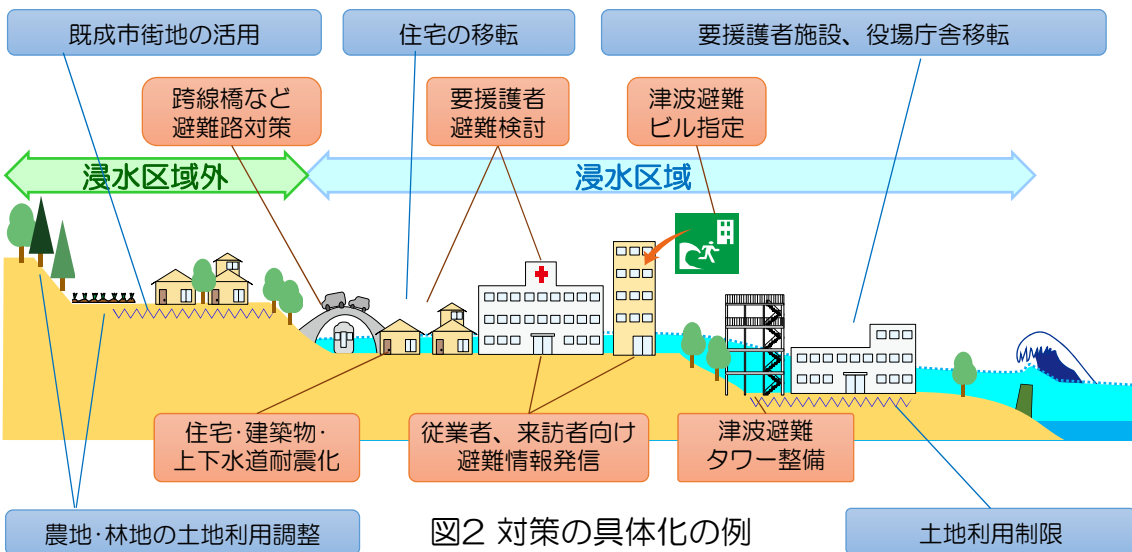 既成市街地の活用
住宅の移転
要援護者施設、役場庁舎移転
跨線橋など
避難路対策
要援護者
避難検討
津波避難
ビル指定
浸水区域外
浸水区域
住宅・建築物・
上下水道耐震化
従業者、来訪者向け
避難情報発信
津波避難
タワー整備
農地・林地の土地利用調整
図2 対策の具体化の例
土地利用制限